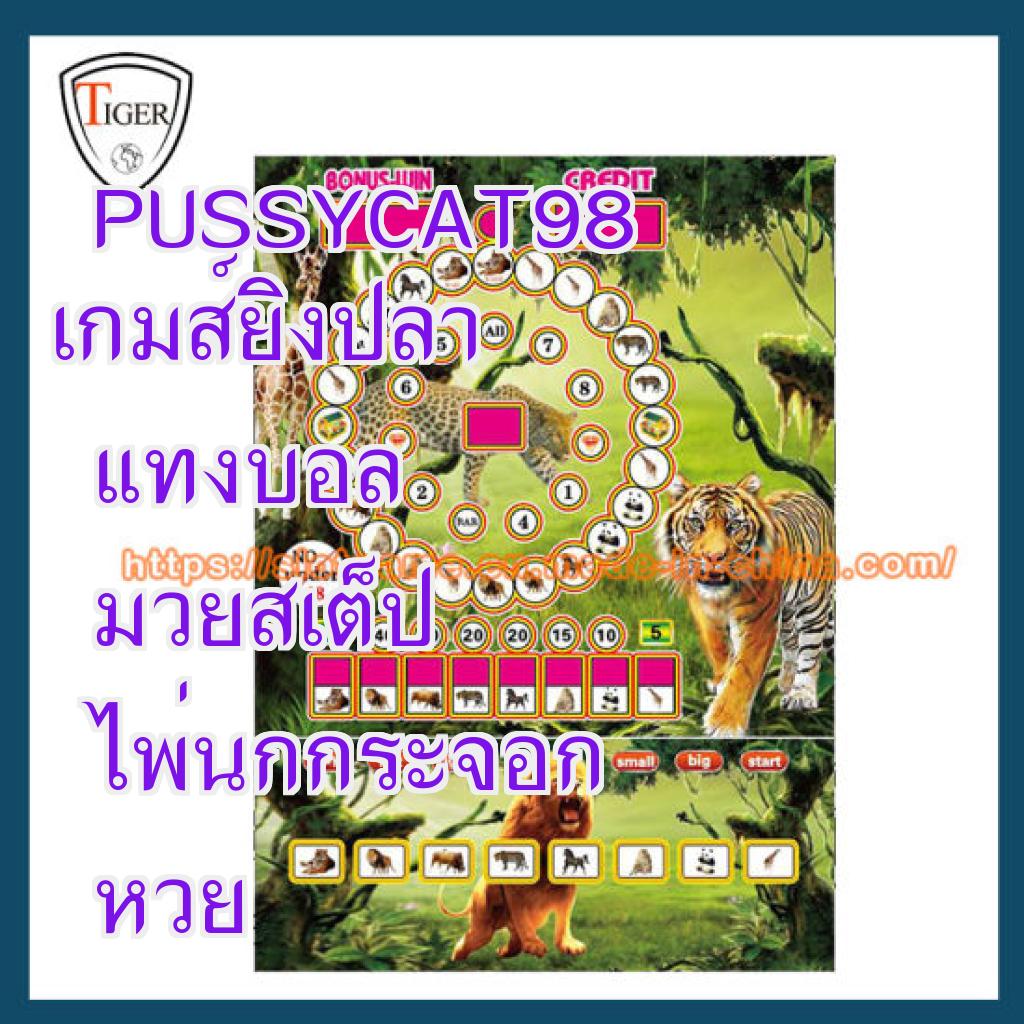 TIGER
BONUS-WIN CREDIT
PUSSYCAT98
เกมส์ยิงปลา
5 All 7
6 8
แทงบอล
2 1
BAR 4
https://
.com/
มวยสเต็ป
20 20 15 10 5
ไพ่นกกระจอก
small big start
หวย